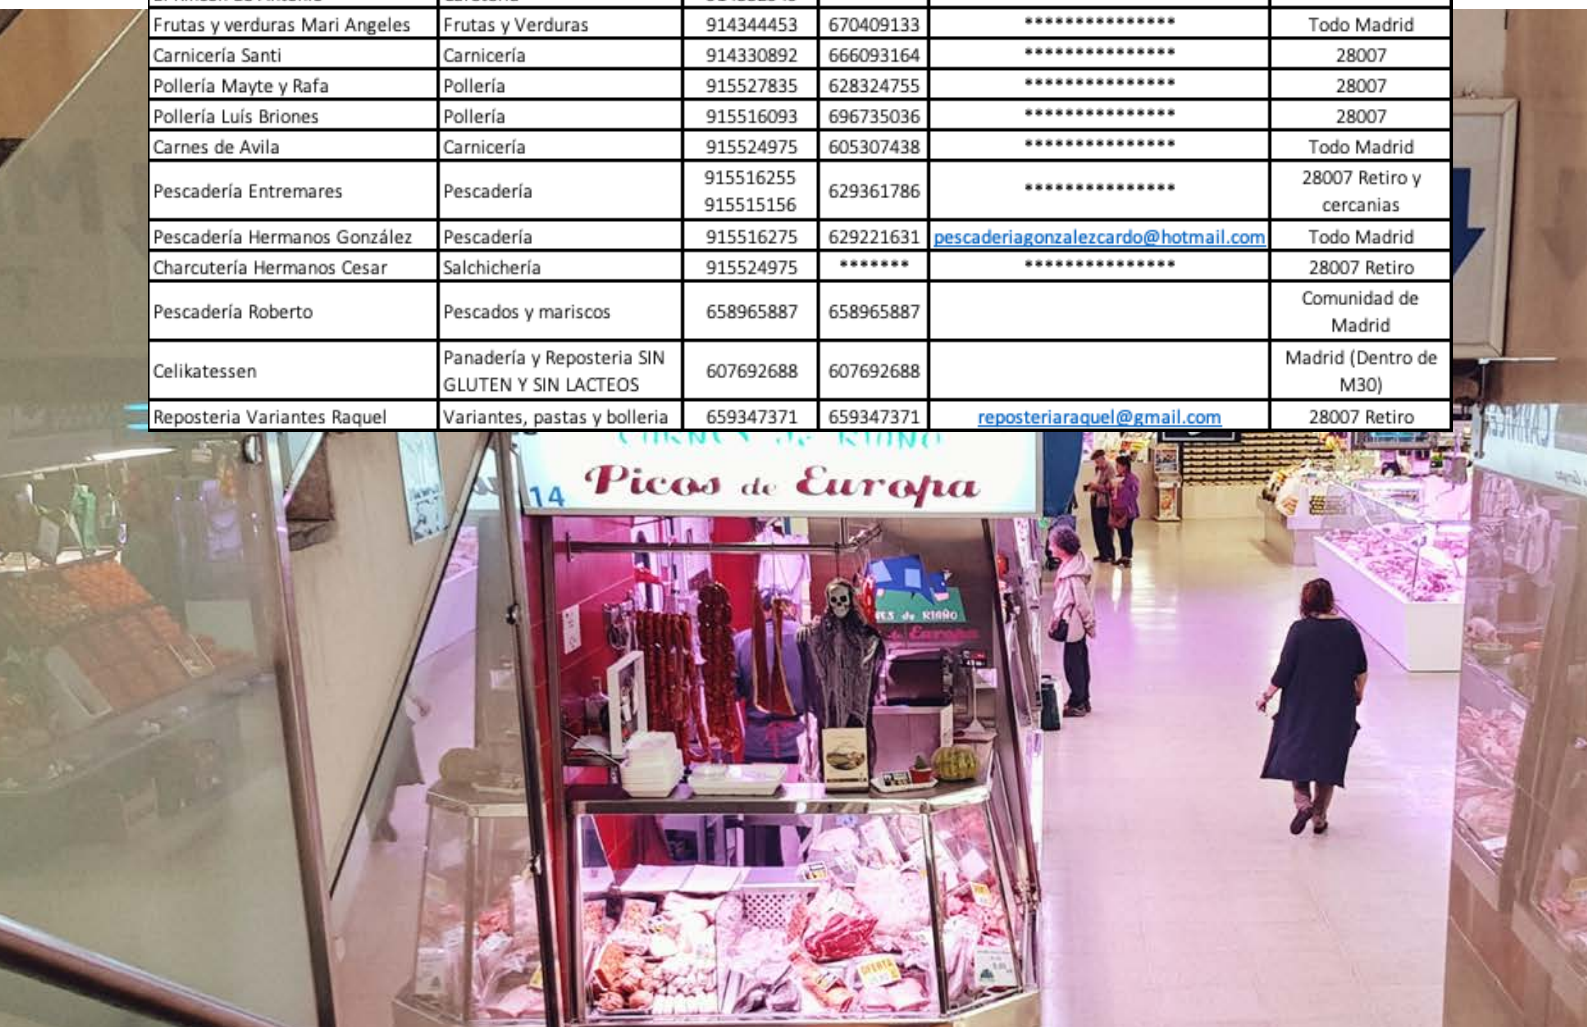 Frutas y verduras Mari Angeles Frutas y Verduras 914344453 670409133 *************** Todo Madrid
Carnicería Santi Carnicería 914330892 666093164 *************** 28007
Pollería Mayte y Rafa Pollería 915527835 628324755 *************** 28007
Pollería Luís Briones Pollería 915516093 696735036 *************** 28007
Carnes de Avila Carnicería 915524975 605307438 *************** Todo Madrid
Pescadería Entremares Pescadería 915516255 915515156 629361786 *************** 28007 Retiro y cercanias
Pescadería Hermanos González Pescadería 915516275 629221631 pescaderiagonzalezcardo@hotmail.com Todo Madrid
Charcutería Hermanos Cesar Salchichería 915524975 ******* *************** 28007 Retiro
Pescadería Roberto Pescados y mariscos 658965887 658965887 Comunidad de Madrid
Celikatessen Panadería y Reposteria SIN GLUTEN Y SIN LACTEOS 607692688 607692688 Madrid (Dentro de M30)
Reposteria Variantes Raquel Variantes, pastas y bolleria 659347371 659347371 reposteriaraquel@gmail.com 28007 Retiro
14 Picos de Europa
de RIAÑO
de Europa
OFERTA